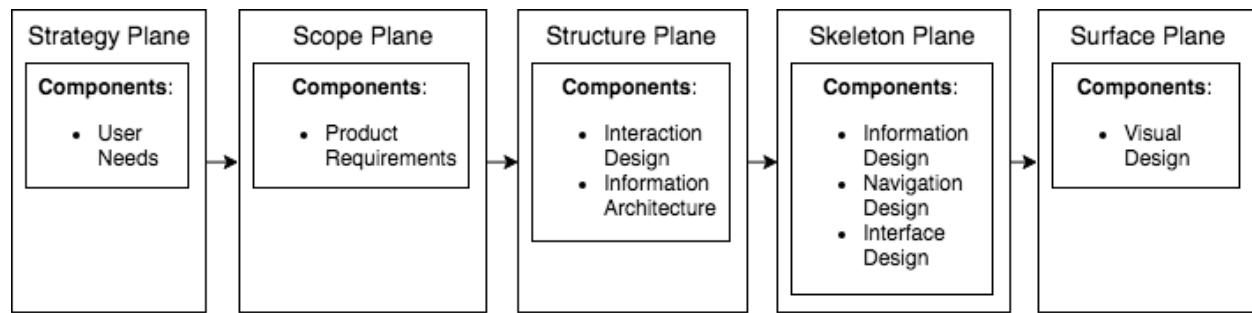 Strategy Plane
Components:
• User
Needs
Scope Plane
Components:
• Product
Requirements
Structure Plane
Components:
• Interaction
Design
• Information
Architecture
Skeleton Plane
Components:
• Information
Design
• Navigation
Design
• Interface
Design
Surface Plane
Components:
• Visual
Design